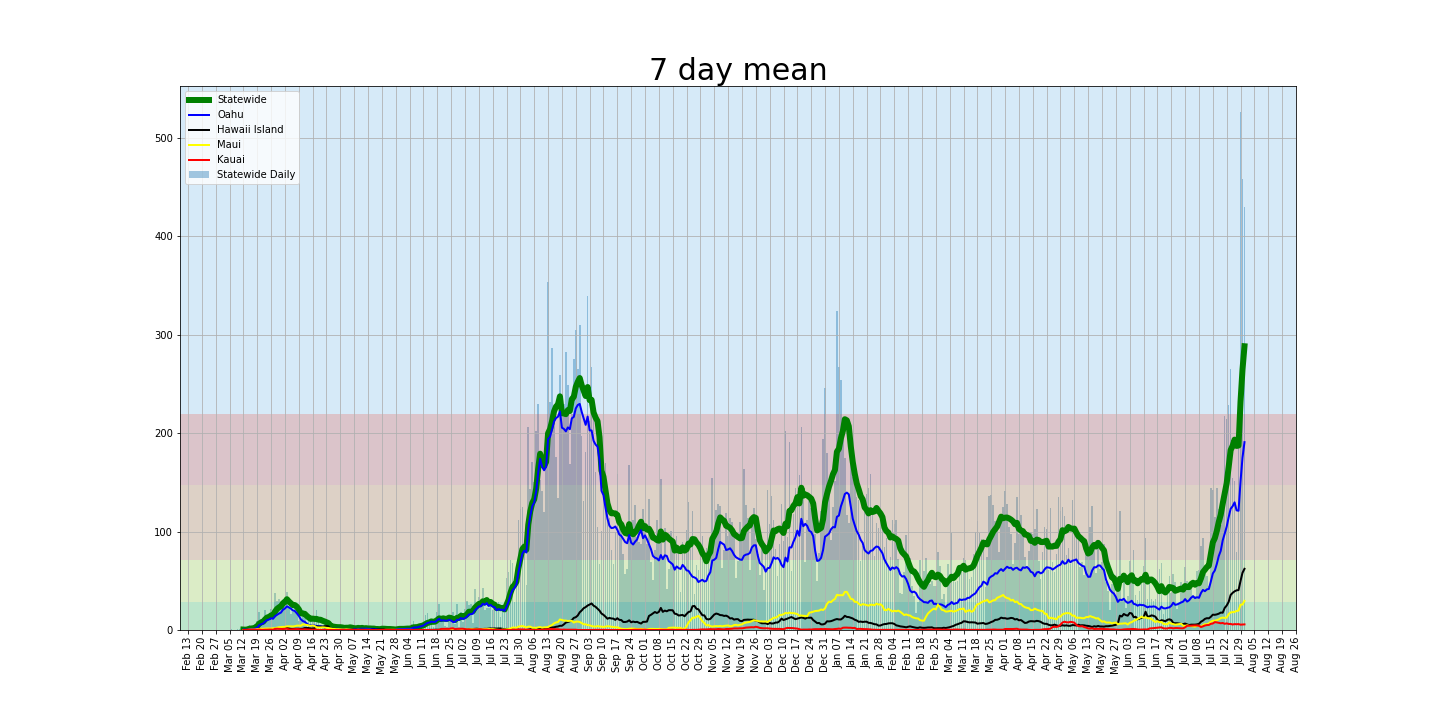 7 day mean
Statewide
Oahu
Hawaii Island
Maui
Kauai
Statewide Daily
500
400
300
200
100
0
Feb 13
Feb 20
Feb 27
Mar 05
Mar 12
Mar 19
Mar 26
Apr 02
Apr 09
Apr 16
Apr 23
Apr 30
May 07
May 14
May 21
May 28
Jun 04
Jun 11
Jun 18
Jun 25
Jul 02
Jul 09
Jul 16
Jul 23
Jul 30
Aug 06
Aug 13
Aug 20
Aug 27
Sep 03
Sep 10
Sep 17
Sep 24
Oct 01
Oct 08
Oct 15
Oct 22
Oct 29
Nov 05
Nov 12
Nov 19
Nov 26
Dec 03
Dec 10
Dec 17
Dec 24
Dec 31
Jan 07
Jan 14
Jan 21
Jan 28
Feb 04
Feb 11
Feb 18
Feb 25
Mar 04
Mar 11
Mar 18
Mar 25
Apr 01
Apr 08
Apr 15
Apr 22
Apr 29
May 06
May 13
May 20
May 27
Jun 03
Jun 10
Jun 17
Jun 24
Jul 01
Jul 08
Jul 15
Jul 22
Jul 29
Aug 05
Aug 12
Aug 19
Aug 26